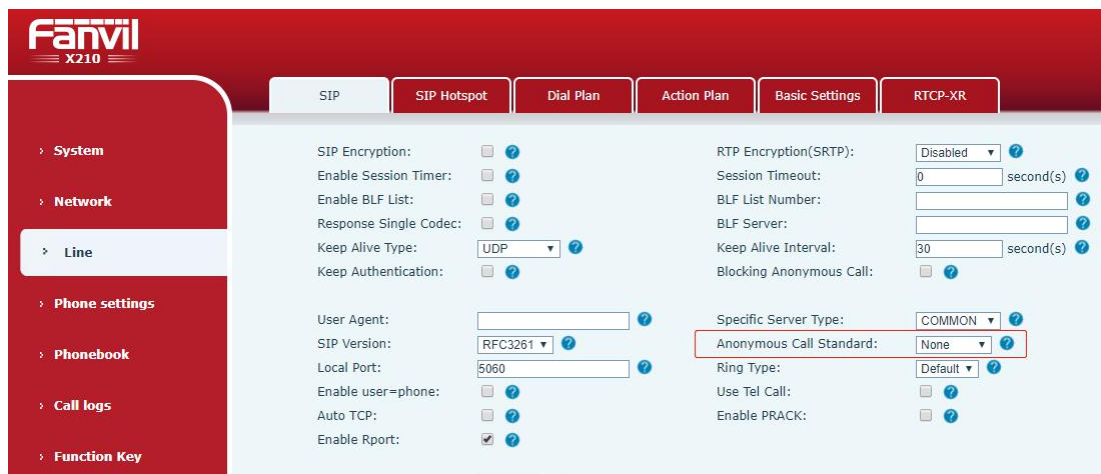 Fanvil
X210
SIP SIP Hotspot Dial Plan Action Plan Basic Settings RTCP-XR
› System
› Network
› Line
› Phone settings
› Phonebook
› Call logs
› Function Key
SIP Encryption: RTP Encryption(SRTP): Disabled
Enable Session Timer: Session Timeout: 0 second(s)
Enable BLF List: BLF List Number:
Response Single Codec: BLF Server:
Keep Alive Type: UDP Keep Alive Interval: 30 second(s)
Keep Authentication: Blocking Anonymous Call:
User Agent: Specific Server Type: COMMON
SIP Version: RFC3261 Anonymous Call Standard: None
Local Port: 5060 Ring Type: Default
Enable user=phone: Use Tel Call:
Auto TCP: Enable PRACK:
Enable Rport: